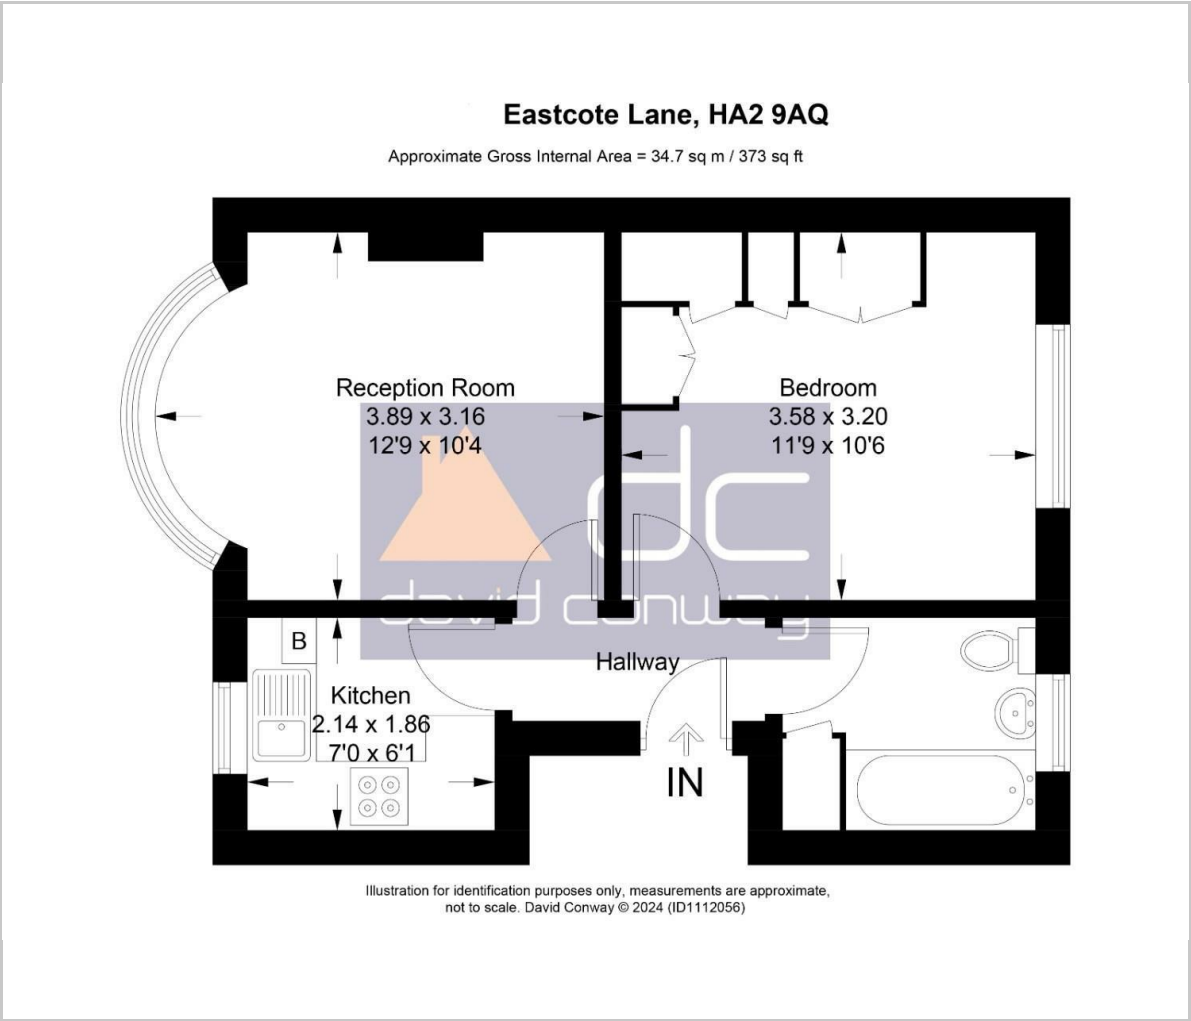 Eastcote Lane, HA2 9AQ
Approximate Gross Internal Area = 34.7 sq m / 373 sq ft
Reception Room
3.89 x 3.16
12'9 x 10'4
Bedroom
3.58 x 3.20
11'9 x 10'6
dc
david conway
B
Hallway
Kitchen
2.14 x 1.86
7'0 x 6'1
IN
Illustration for identification purposes only, measurements are approximate,
not to scale. David Conway © 2024 (ID1112056)